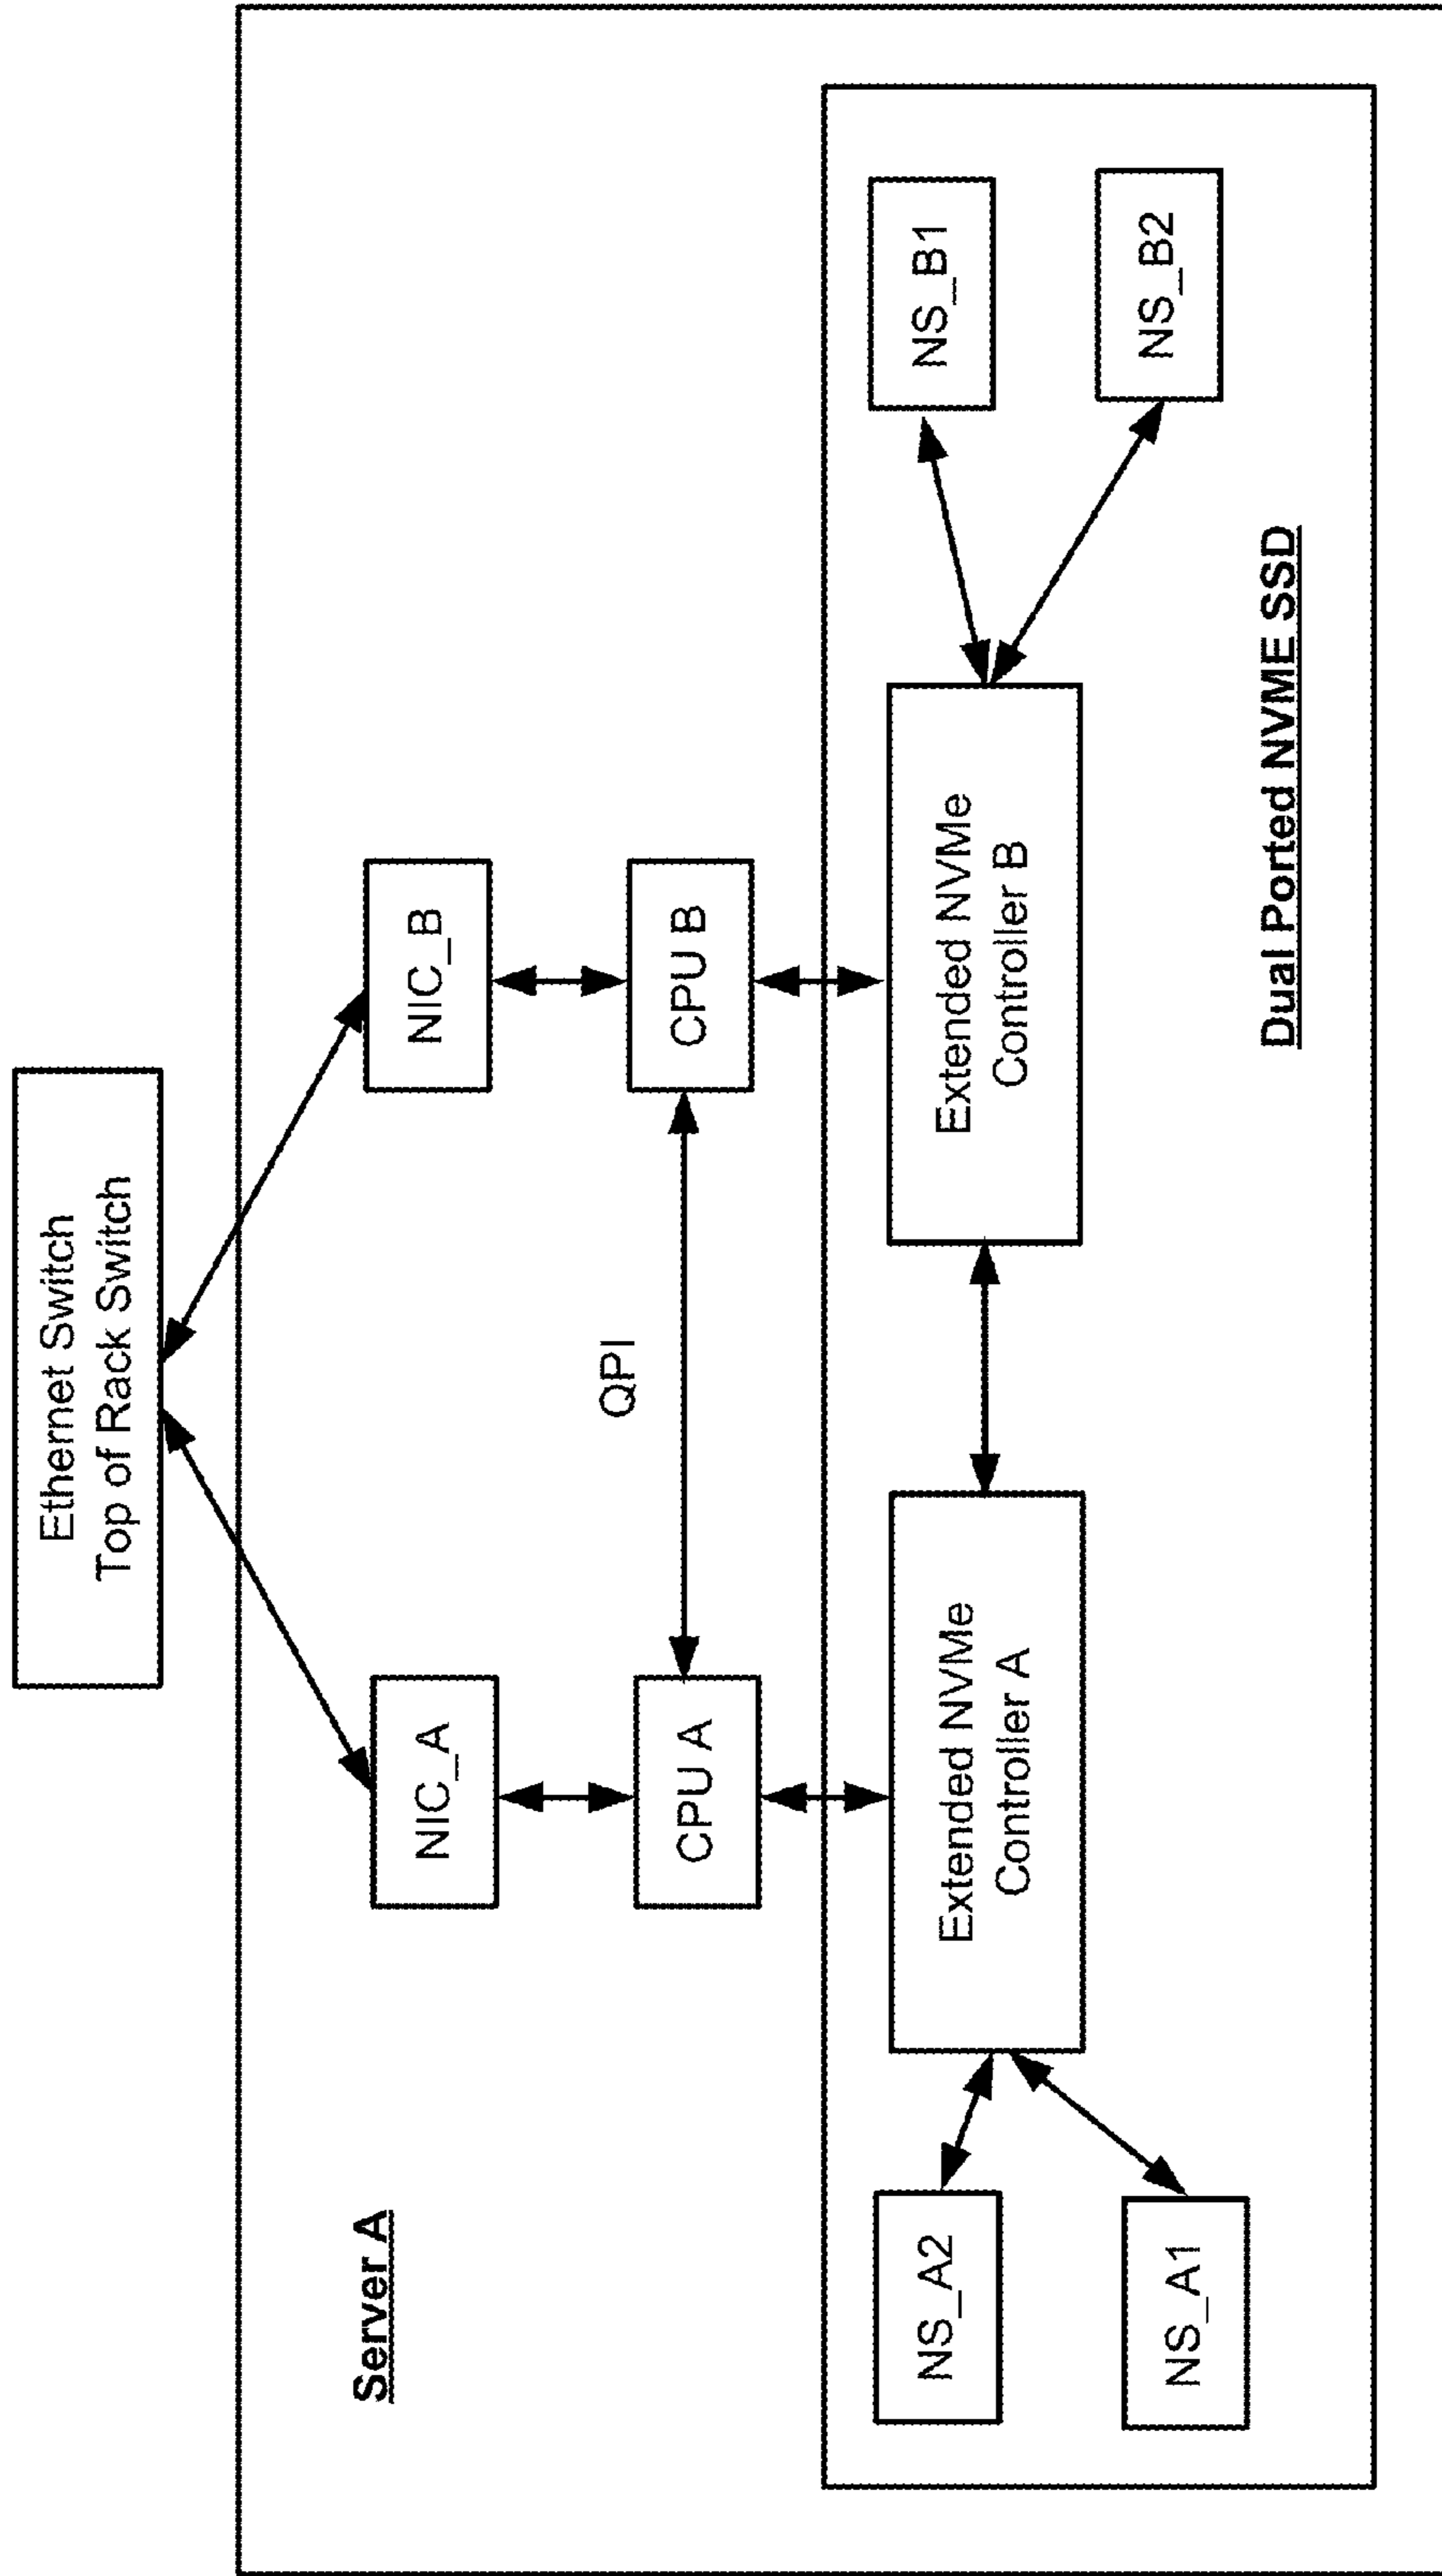 Ethernet Switch
Top of Rack Switch
Server A
NIC_A
NIC_B
QPI
CPU A
CPU B
NS_A2
Extended NVMe
Controller A
Extended NVMe
Controller B
NS_B1
NS_A1
NS_B2
Dual Ported NVME SSD